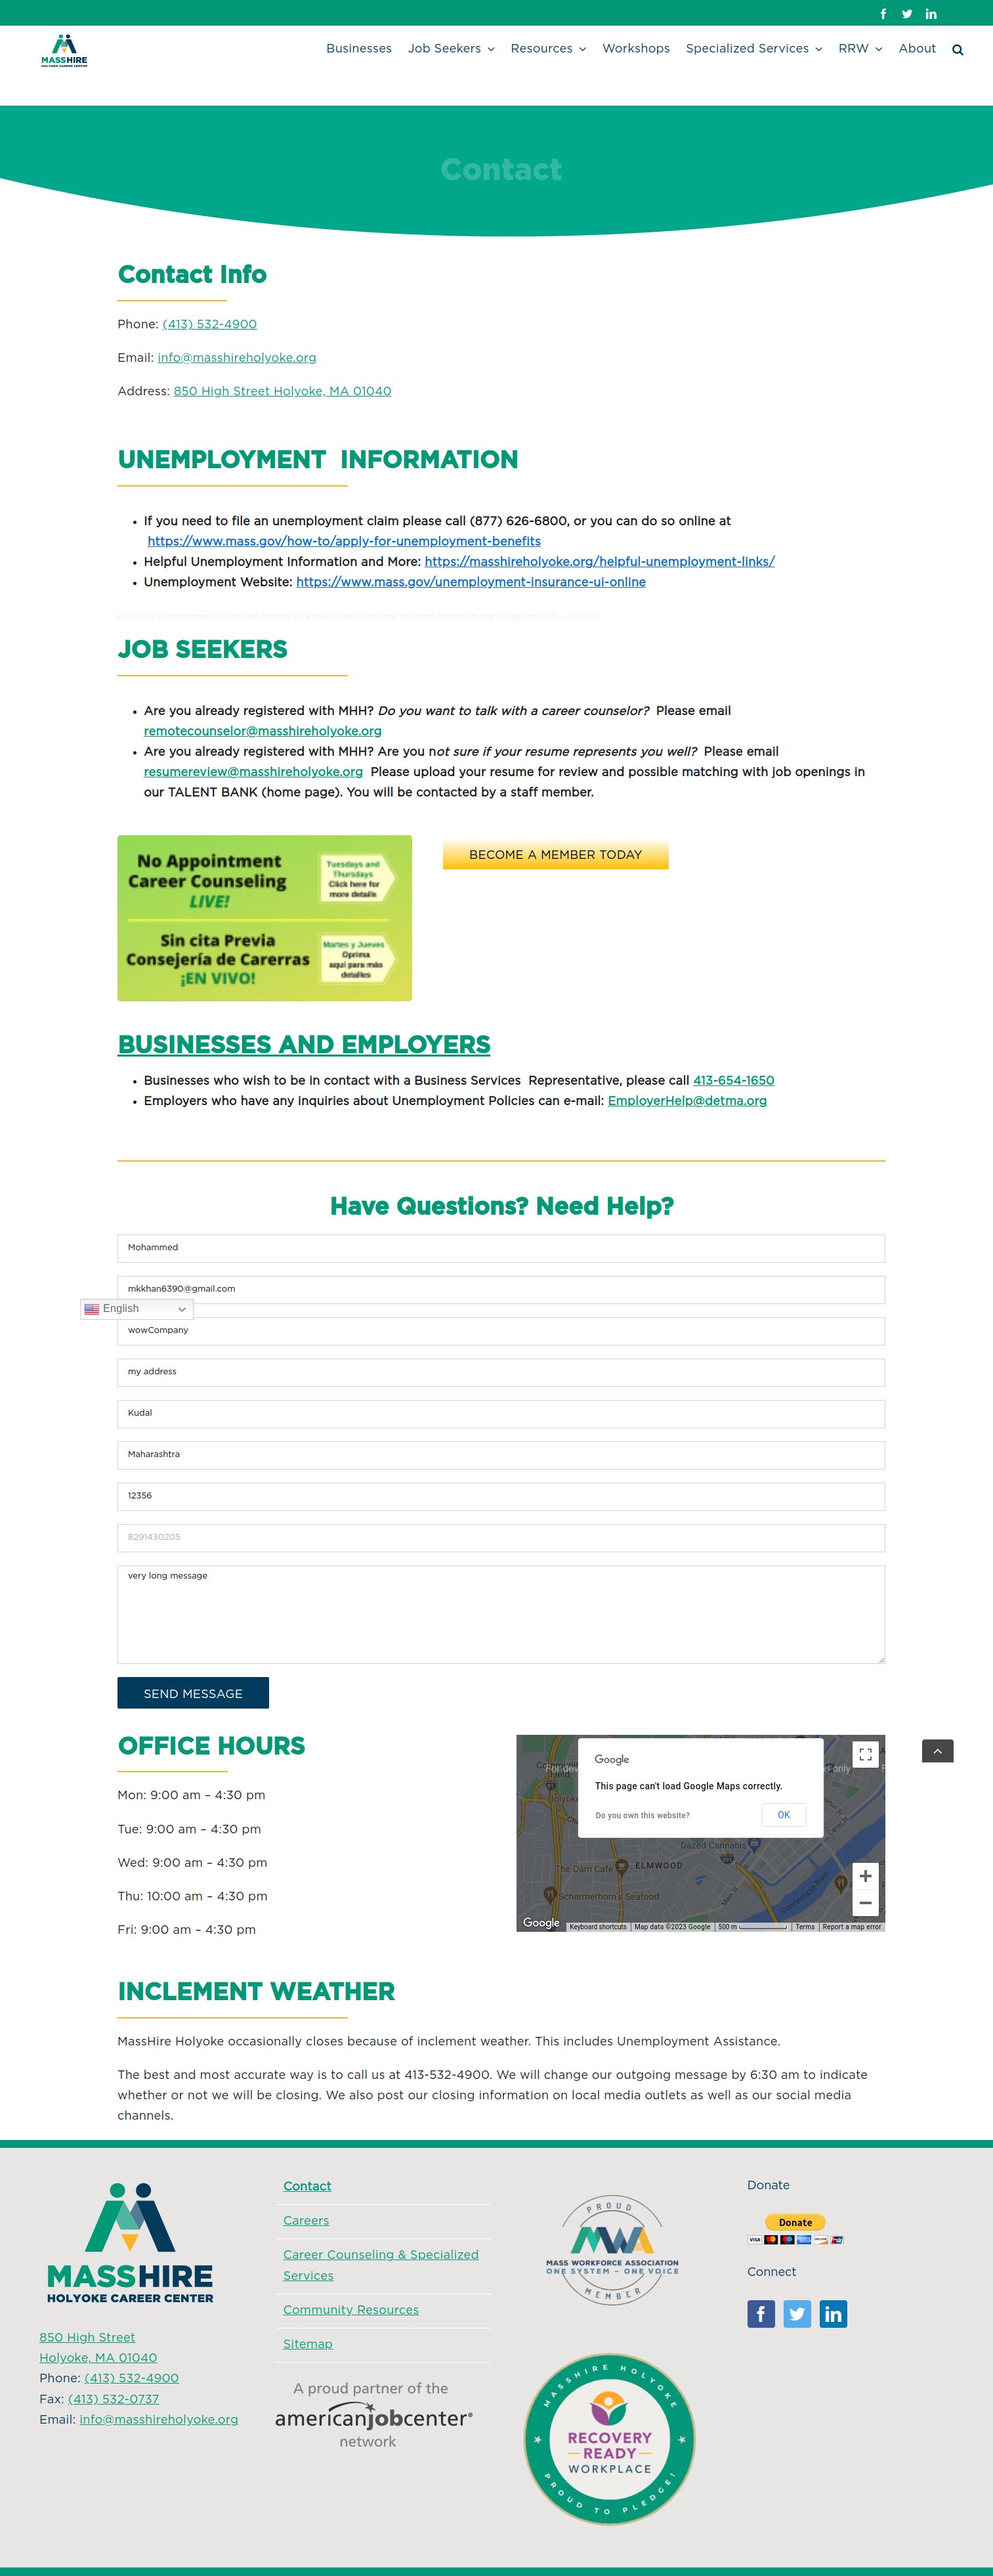 MASSHIRE
HOLYOKE CAREER CENTER
Businesses Job Seekers Resources Workshops Specialized Services RRW About
Contact
Contact Info
Phone: (413) 532-4900
Email: info@masshireholyoke.org
Address: 850 High Street Holyoke, MA 01040
UNEMPLOYMENT INFORMATION
If you need to file an unemployment claim please call (877) 626-6800, or you can do so online at
https://www.mass.gov/how-to/apply-for-unemployment-benefits
Helpful Unemployment Information and More: https://masshireholyoke.org/helpful-unemployment-links/
Unemployment Website: https://www.mass.gov/unemployment-insurance-ui-online
JOB SEEKERS
Are you already registered with MHH? Do you want to talk with a career counselor? Please email
remotecounselor@masshireholyoke.org
Are you already registered with MHH? Are you not sure if your resume represents you well? Please email
resumereview@masshireholyoke.org Please upload your resume for review and possible matching with job openings in
our TALENT BANK (home page). You will be contacted by a staff member.
No Appointment
Career Counseling
LIVE!
Tuesdays and
Thursdays
Click here for
more details
Sin cita Previa
Consejería de Carerras
¡EN VIVO!
Martes y Jueves
Oprima
aquí para más
detalles
BECOME A MEMBER TODAY
BUSINESSES AND EMPLOYERS
Businesses who wish to be in contact with a Business Services Representative, please call 413-654-1650
Employers who have any inquiries about Unemployment Policies can e-mail: EmployerHelp@detma.org
Have Questions? Need Help?
Mohammed
mkkhan6390@gmail.com
English
wowCompany
my address
Kudal
Maharashtra
12356
8291430205
very long message
SEND MESSAGE
OFFICE HOURS
Mon: 9:00 am – 4:30 pm
Tue: 9:00 am – 4:30 pm
Wed: 9:00 am – 4:30 pm
Thu: 10:00 am – 4:30 pm
Fri: 9:00 am – 4:30 pm
Google
This page can't load Google Maps correctly.
Do you own this website?
OK
Dazed Cannabis
The Dam Cafe
ELMWOOD
Schermerhorn's Seafood
Connecticut River
Google
Keyboard shortcuts Map data ©2023 Google 500 m Terms Report a map error
INCLEMENT WEATHER
MassHire Holyoke occasionally closes because of inclement weather. This includes Unemployment Assistance.
The best and most accurate way is to call us at 413-532-4900. We will change our outgoing message by 6:30 am to indicate
whether or not we will be closing. We also post our closing information on local media outlets as well as our social media
channels.
MASSHIRE
HOLYOKE CAREER CENTER
850 High Street
Holyoke, MA 01040
Phone: (413) 532-4900
Fax: (413) 532-0737
Email: info@masshireholyoke.org
Contact
Careers
Career Counseling & Specialized
Services
Community Resources
Sitemap
A proud partner of the
americanjobcenter®
network
PROUD
MWA
MASS WORKFORCE ASSOCIATION
ONE SYSTEM – ONE VOICE
MEMBER
MASSHIRE HOLYOKE
RECOVERY
READY
WORKPLACE
PROUD TO PLEDGE!
Donate
Donate
VISA
Connect